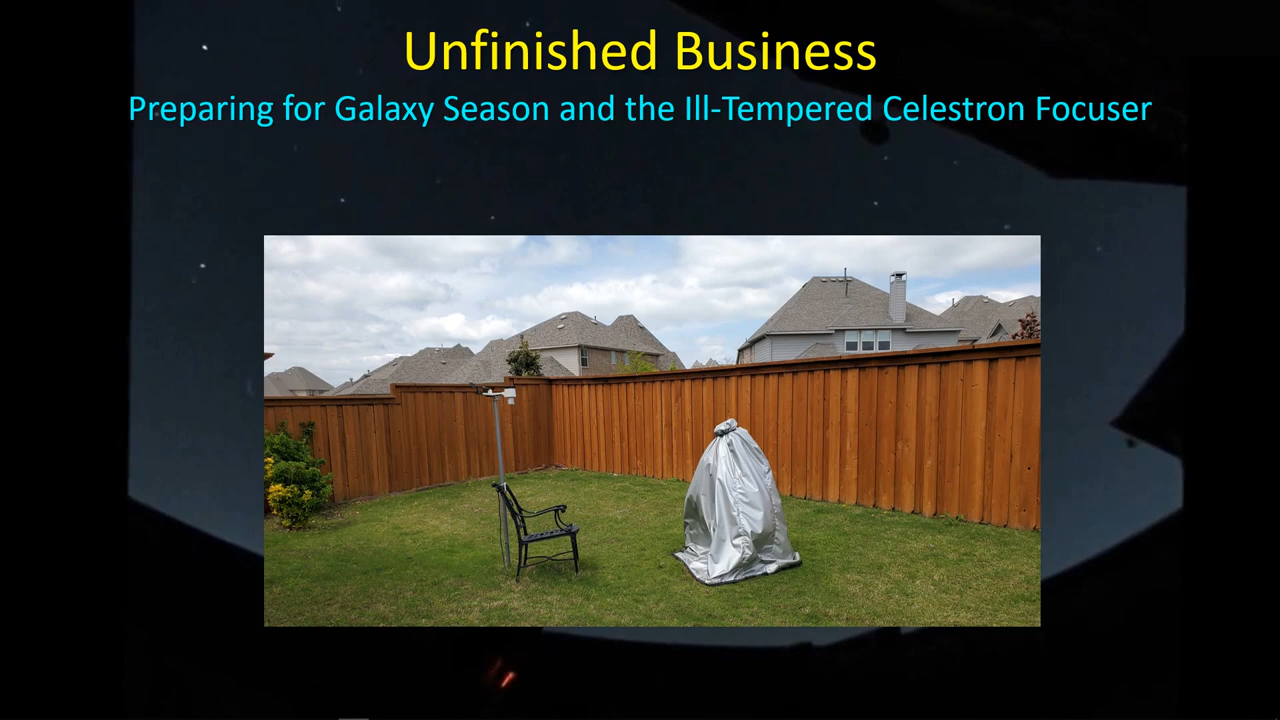 Unfinished Business
Preparing for Galaxy Season and the Ill-Tempered Celestron Focuser